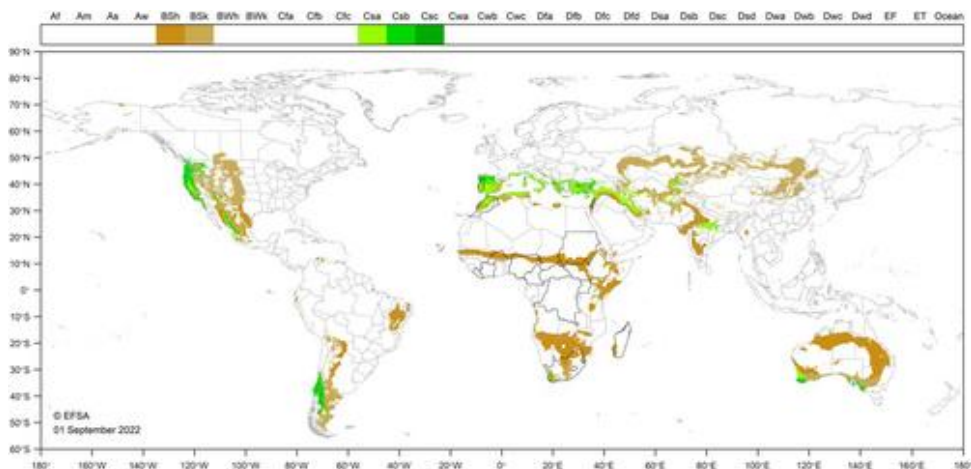 Af Am As Aw BSh BSk BWh BWk Cfa Cfb Cfc Csa Csb Csc Cwa Cwb Cwc Dfa Dfb Dfc Dfd Dsa Dsb Dsc Dsd Dwa Dwb Dwc Dwd EF ET Ocean
90°N
80°N
70°N
60°N
50°N
40°N
30°N
20°N
10°N
0°
10°S
20°S
30°S
40°S
50°S
60°S
© EFSA
01 September 2022
180° 160°W 140°W 120°W 100°W 80°W 60°W 40°W 20°W 0° 20°E 40°E 60°E 80°E 100°E 120°E 140°E 160°E 180°